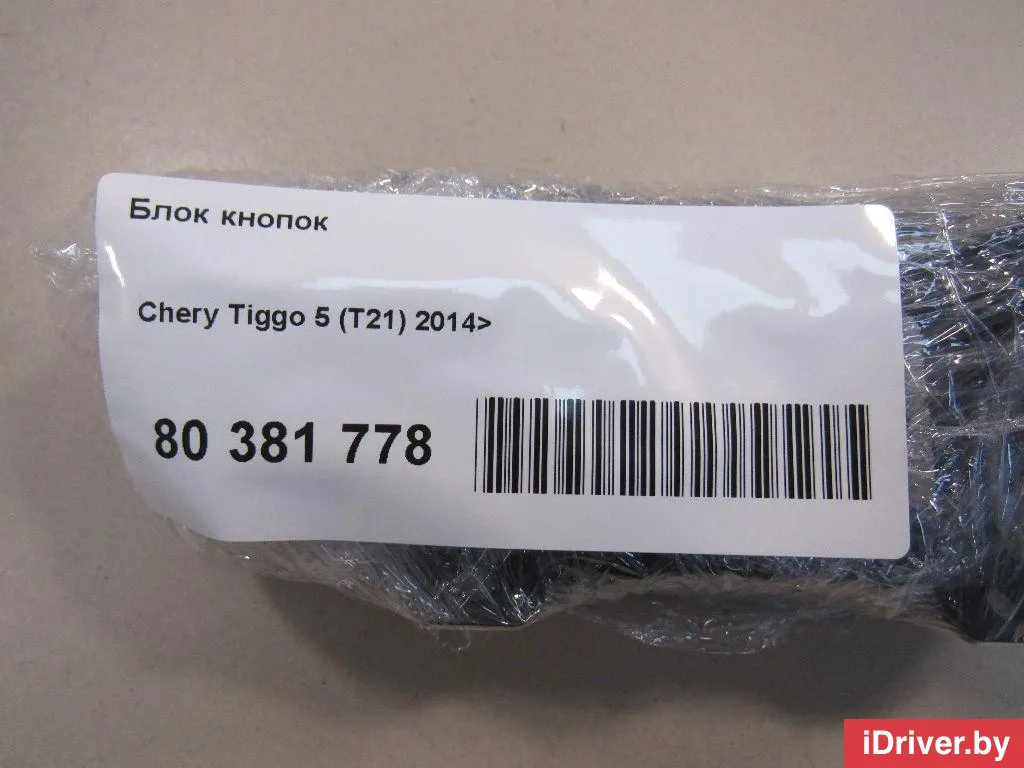 Блок кнопок
Chery Tiggo 5 (T21) 2014>
80 381 778
iDriver.by